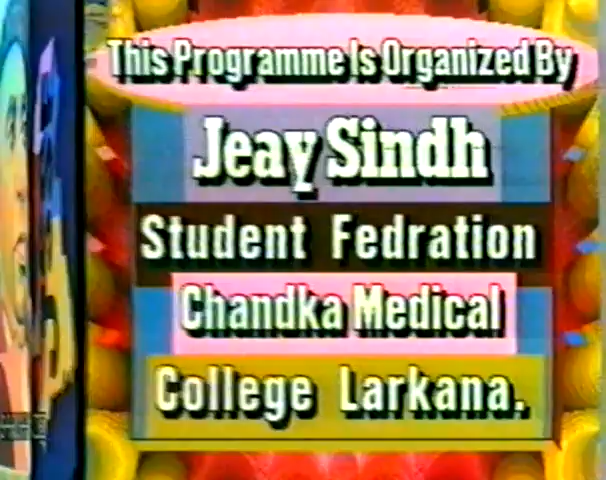 This Programme Is Organized By
Jeay Sindh
Student Fedration
Chandka Medical
College Larkana.